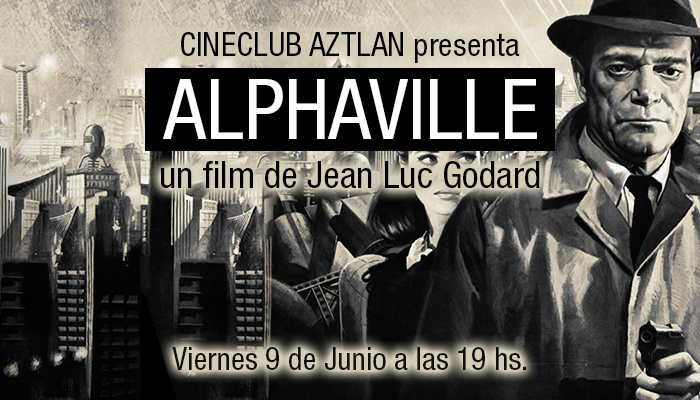 CINECLUB AZTLAN presenta
ALPHAVILLE
un film de Jean Luc Godard
Viernes 9 de Junio a las 19 hs.